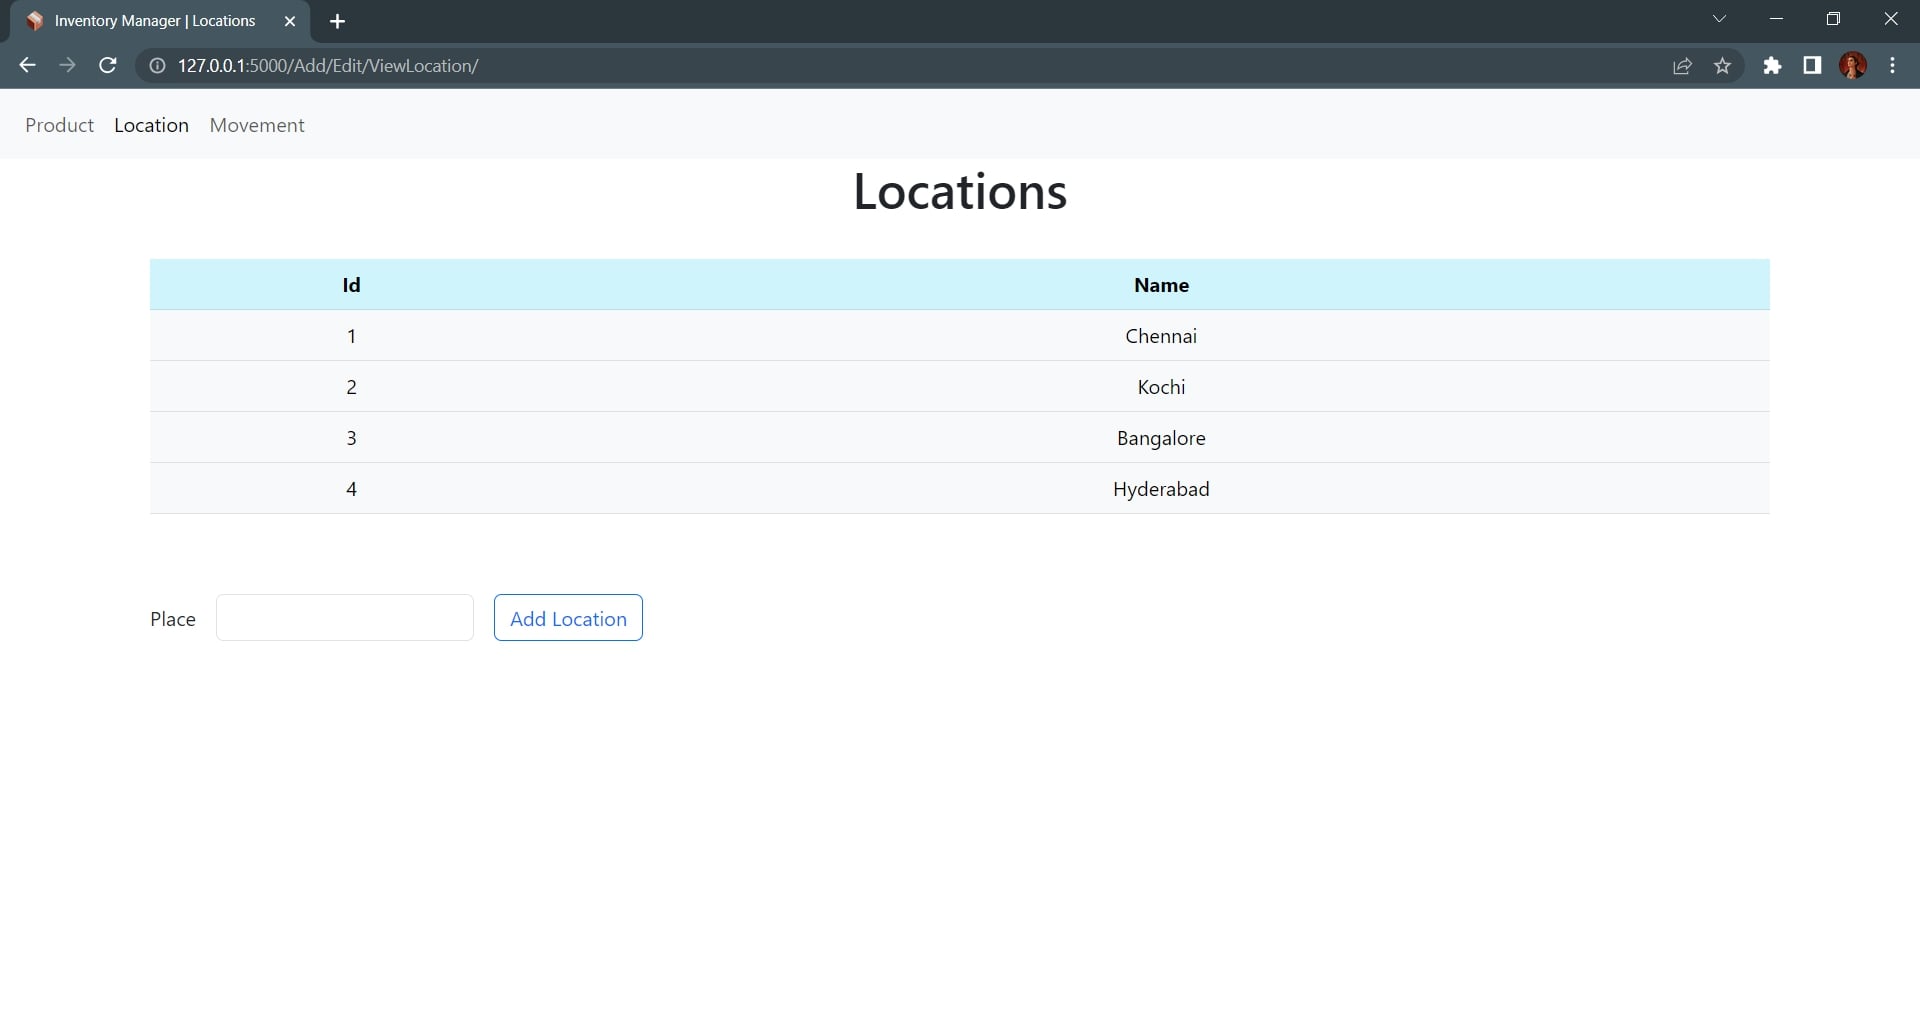 Inventory Manager | Locations
127.0.0.1:5000/Add/Edit/ViewLocation/
Product Location Movement
Locations
Id Name
1 Chennai
2 Kochi
3 Bangalore
4 Hyderabad
Place Add Location